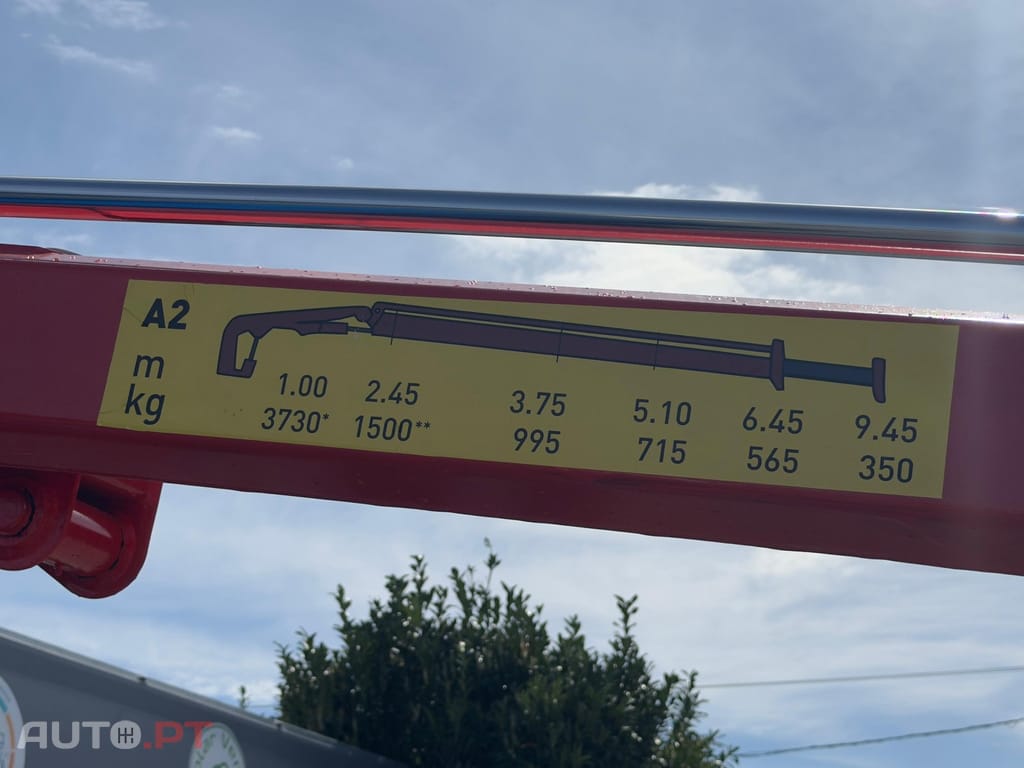 A2
m 1.00 2.45 3.75 5.10 6.45 9.45
kg 3730* 1500** 995 715 565 350
AUTO.PT